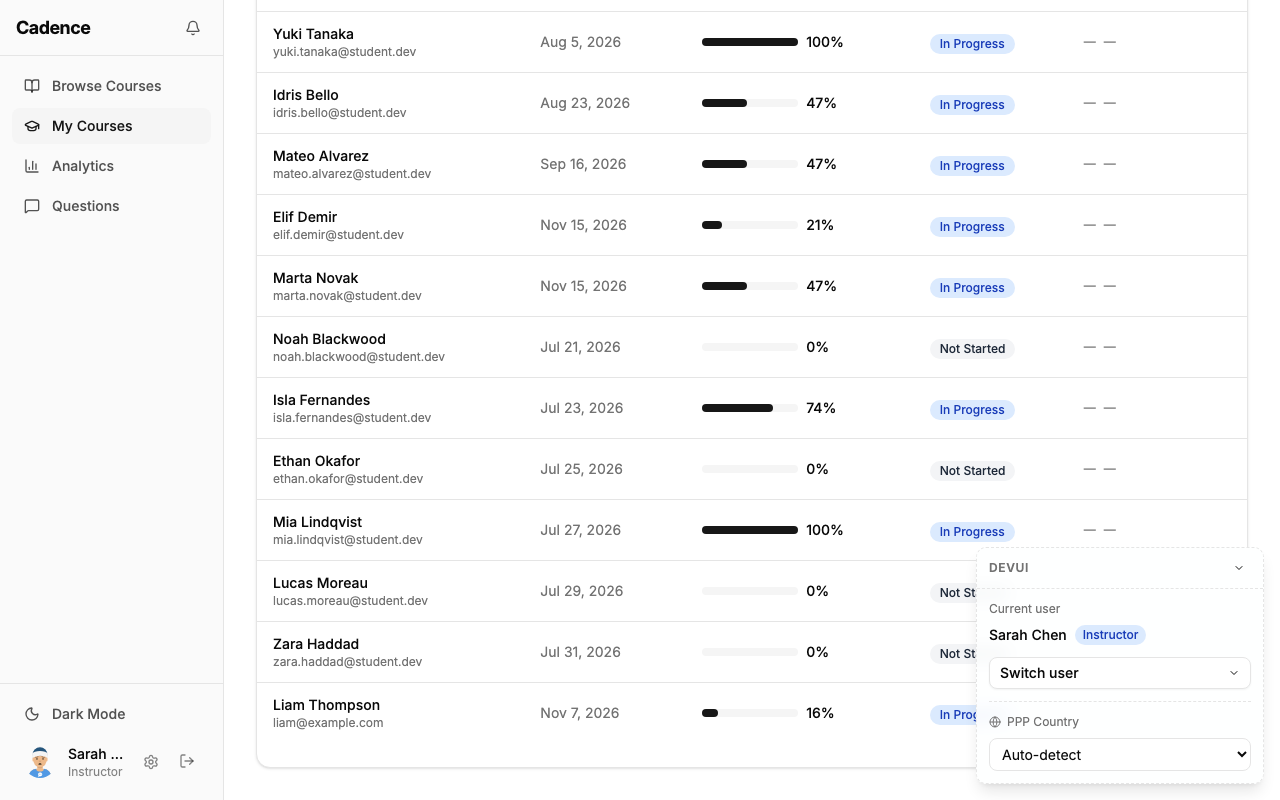 Cadence
Browse Courses
My Courses
Analytics
Questions
Dark Mode
Sarah ...
Instructor
Yuki Tanaka
yuki.tanaka@student.dev
Aug 5, 2026
100%
In Progress
— —
Idris Bello
idris.bello@student.dev
Aug 23, 2026
47%
In Progress
— —
Mateo Alvarez
mateo.alvarez@student.dev
Sep 16, 2026
47%
In Progress
— —
Elif Demir
elif.demir@student.dev
Nov 15, 2026
21%
In Progress
— —
Marta Novak
marta.novak@student.dev
Nov 15, 2026
47%
In Progress
— —
Noah Blackwood
noah.blackwood@student.dev
Jul 21, 2026
0%
Not Started
— —
Isla Fernandes
isla.fernandes@student.dev
Jul 23, 2026
74%
In Progress
— —
Ethan Okafor
ethan.okafor@student.dev
Jul 25, 2026
0%
Not Started
— —
Mia Lindqvist
mia.lindqvist@student.dev
Jul 27, 2026
100%
In Progress
— —
Lucas Moreau
lucas.moreau@student.dev
Jul 29, 2026
0%
Not Sta
Zara Haddad
zara.haddad@student.dev
Jul 31, 2026
0%
Not Sta
Liam Thompson
liam@example.com
Nov 7, 2026
16%
In Prog
DEVUI
Current user
Sarah Chen Instructor
Switch user
PPP Country
Auto-detect